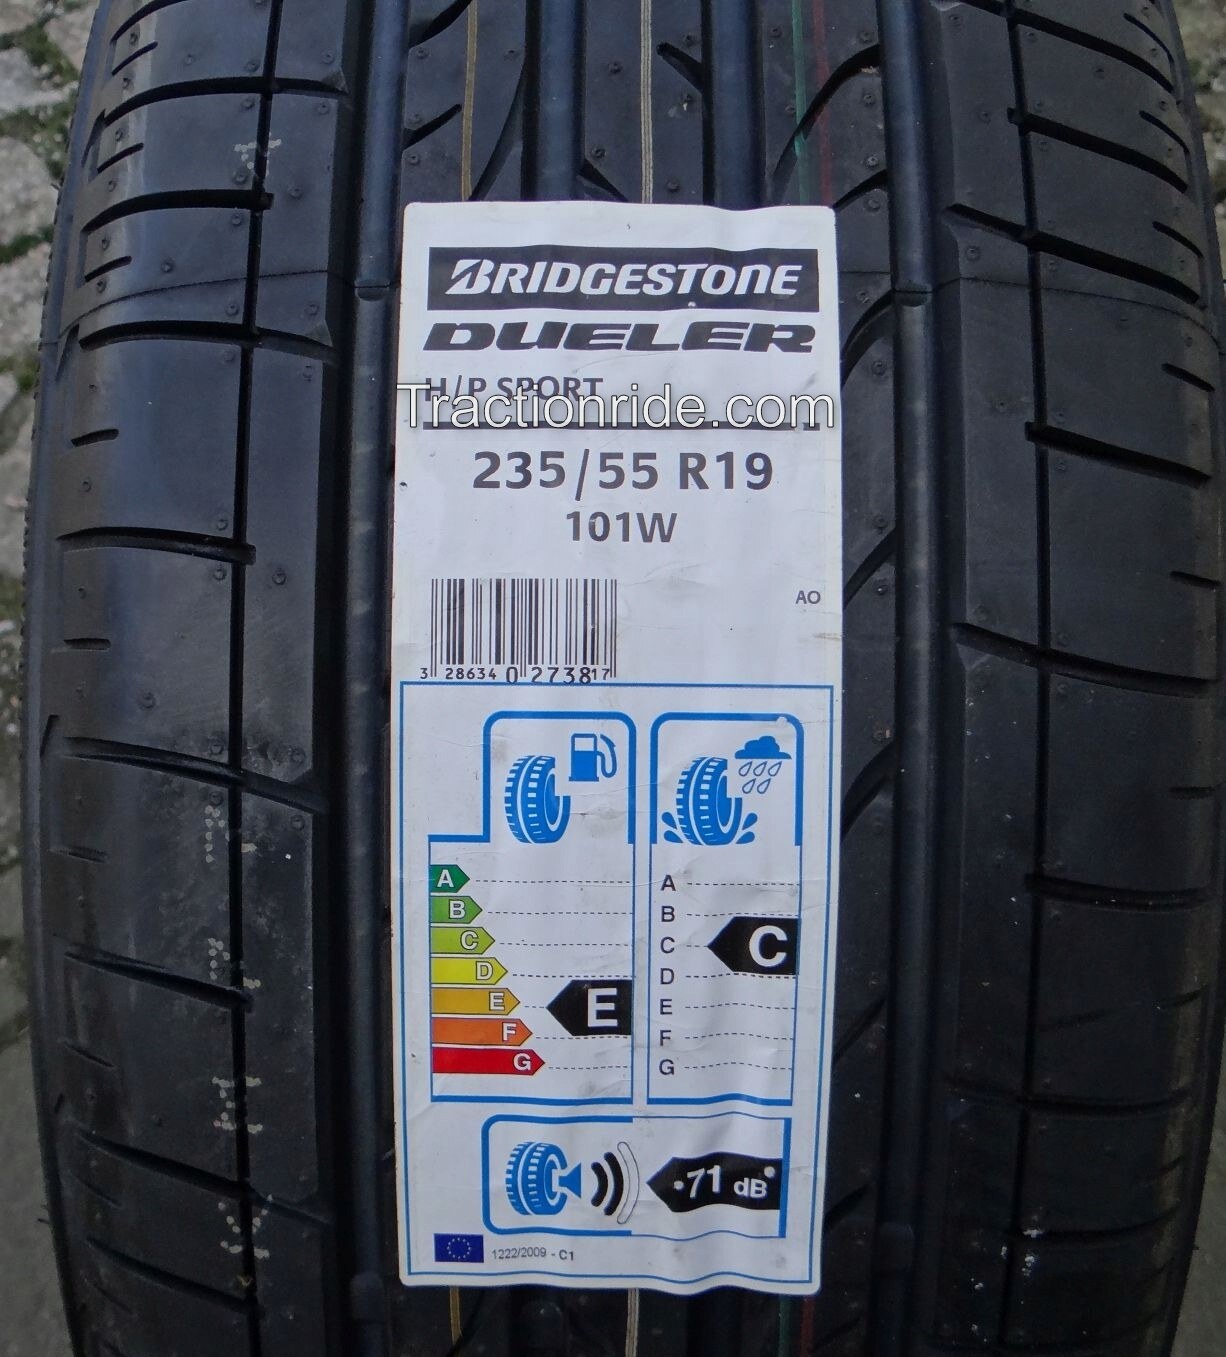 BRIDGESTONE
DUELER
H/P SPORT
Tractionride.com
235/55 R19
101W
AO
3 286340 273817
A
B
C
D
E
F
G
E
A
B
C
D
E
F
G
C
71 dB
1222/2009 - C1